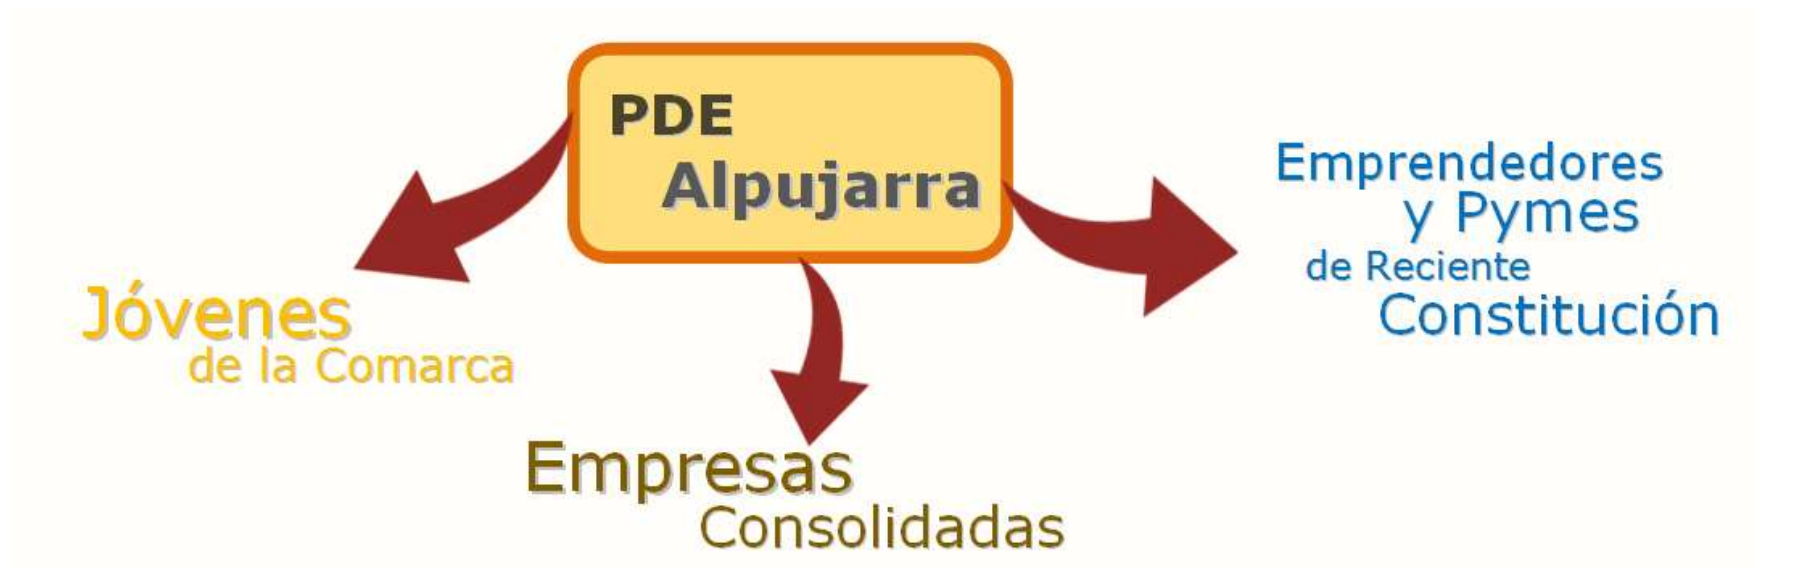 PDE
Alpujarra
Jóvenes
de la Comarca
Empresas
Consolidadas
Emprendedores
y Pymes
de Reciente
Constitución